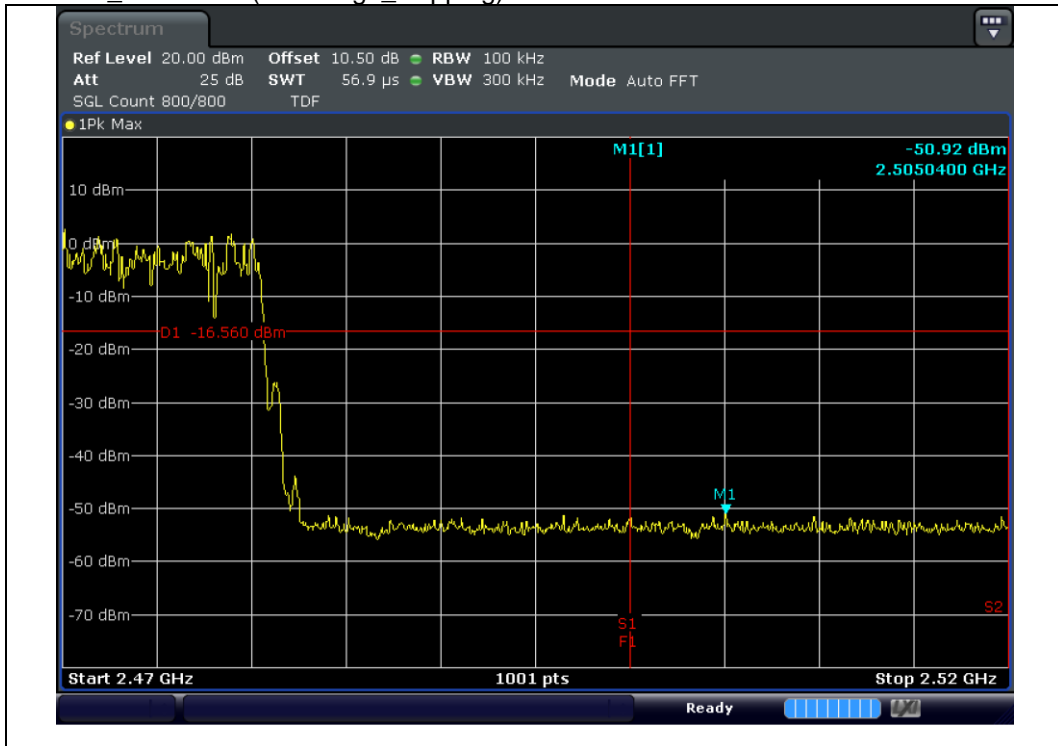 Spectrum
Ref Level 20.00 dBm Offset 10.50 dB RBW 100 kHz
Att 25 dB SWT 56.9 µs VBW 300 kHz Mode Auto FFT
SGL Count 800/800 TDF
1Pk Max
M1[1] -50.92 dBm
2.5050400 GHz
10 dBm
0 dBm
-10 dBm
D1 -16.560 dBm
-20 dBm
-30 dBm
-40 dBm
M1
-50 dBm
-60 dBm
S2
-70 dBm
S1
F1
Start 2.47 GHz 1001 pts Stop 2.52 GHz
Ready